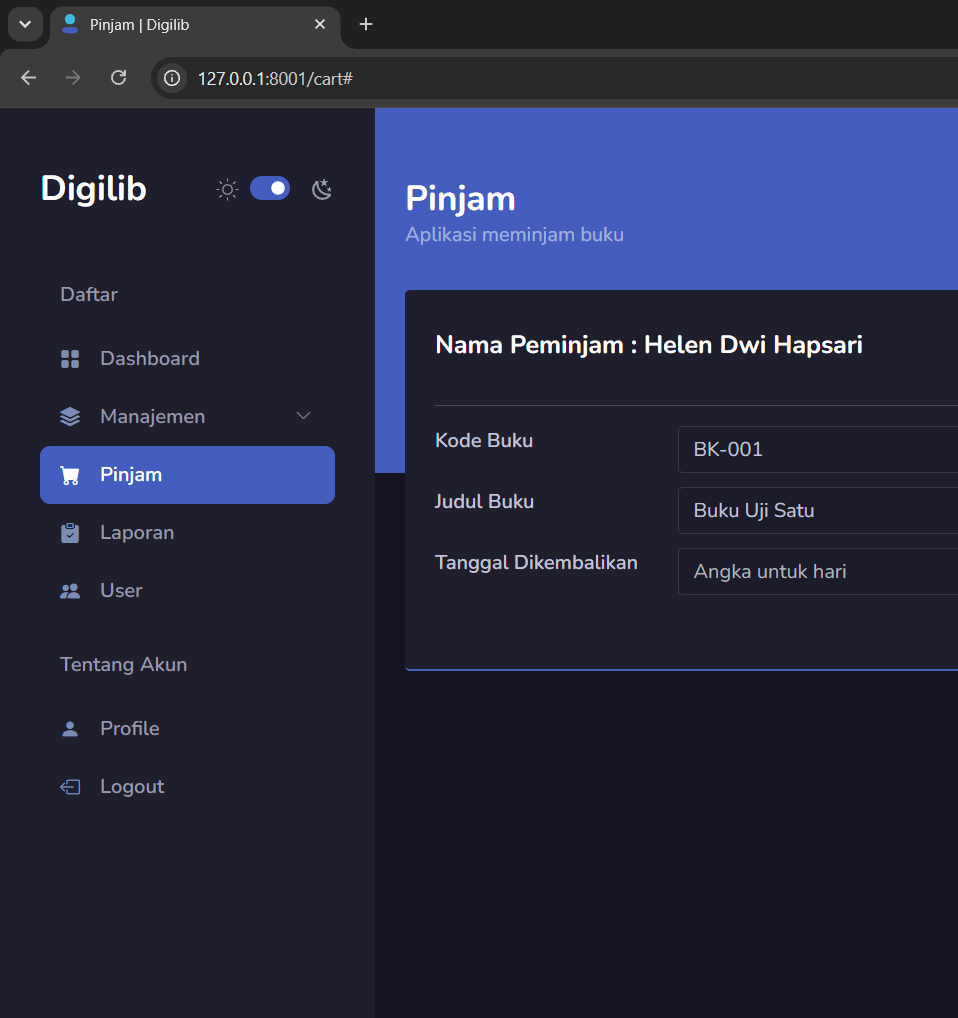 Pinjam | Digilib
127.0.0.1:8001/cart#
Digilib
Daftar
Dashboard
Manajemen
Pinjam
Laporan
User
Tentang Akun
Profile
Logout
Pinjam
Aplikasi meminjam buku
Nama Peminjam : Helen Dwi Hapsari
Kode Buku
BK-001
Judul Buku
Buku Uji Satu
Tanggal Dikembalikan
Angka untuk hari